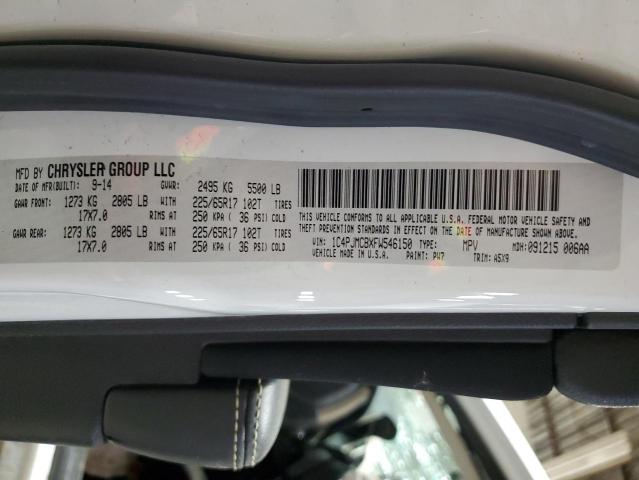 MFD BY CHRYSLER GROUP LLC
DATE OF MFR(BUILT): 9-14 GVWR: 2495 KG 5500 LB
GAWR FRONT: 1273 KG 2805 LB WITH 225/65R17 102T TIRES
17X7.0 RIMS AT 250 KPA ( 36 PSI) COLD
GAWR REAR: 1273 KG 2805 LB WITH 225/65R17 102T TIRES
17X7.0 RIMS AT 250 KPA ( 36 PSI) COLD
THIS VEHICLE CONFORMS TO ALL APPLICABLE U.S.A. FEDERAL MOTOR VEHICLE SAFETY,
BUMPER, AND THEFT PREVENTION STANDARDS IN EFFECT ON THE DATE OF MANUFACTURE SHOWN ABOVE.
VIN: 1C4PJMCBXFW546150 TYPE: MPV MDH: 091215 006AA
VEHICLE MADE IN U.S.A. PAINT: PW7 TRIM: A5X9